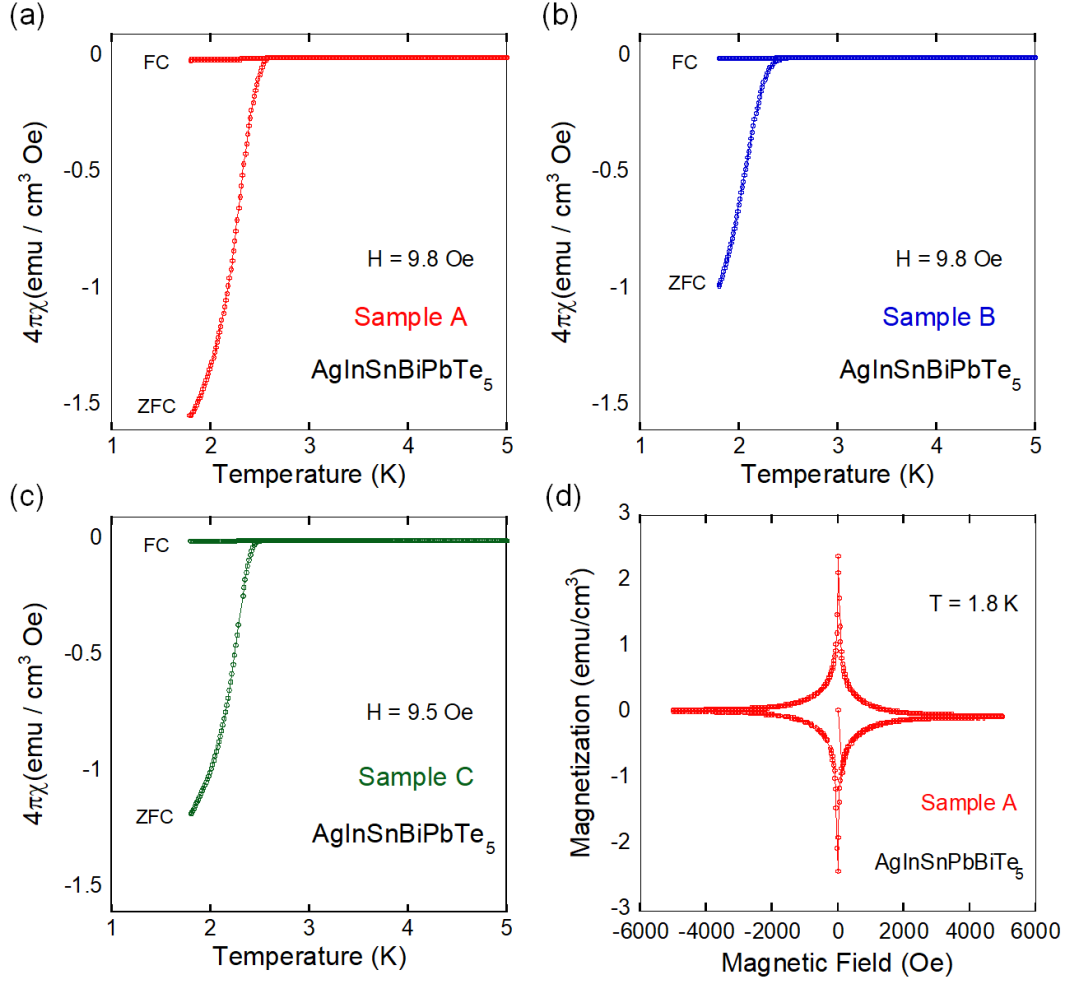 (a)
0
-0.5
-1
-1.5
4πχ(emu / cm³ Oe)
FC
H = 9.8 Oe
Sample A
AgInSnBiPbTe₅
ZFC
1 2 3 4 5
Temperature (K)
(b)
0
-0.5
-1
-1.5
4πχ(emu / cm³ Oe)
FC
H = 9.8 Oe
ZFC
Sample B
AgInSnBiPbTe₅
1 2 3 4 5
Temperature (K)
(c)
0
-0.5
-1
-1.5
4πχ(emu / cm³ Oe)
FC
H = 9.5 Oe
Sample C
ZFC
AgInSnBiPbTe₅
1 2 3 4 5
Temperature (K)
(d)
3
2
1
0
-1
-2
-3
Magnetization (emu/cm³)
T = 1.8 K
Sample A
AgInSnPbBiTe₅
-6000 -4000 -2000 0 2000 4000 6000
Magnetic Field (Oe)